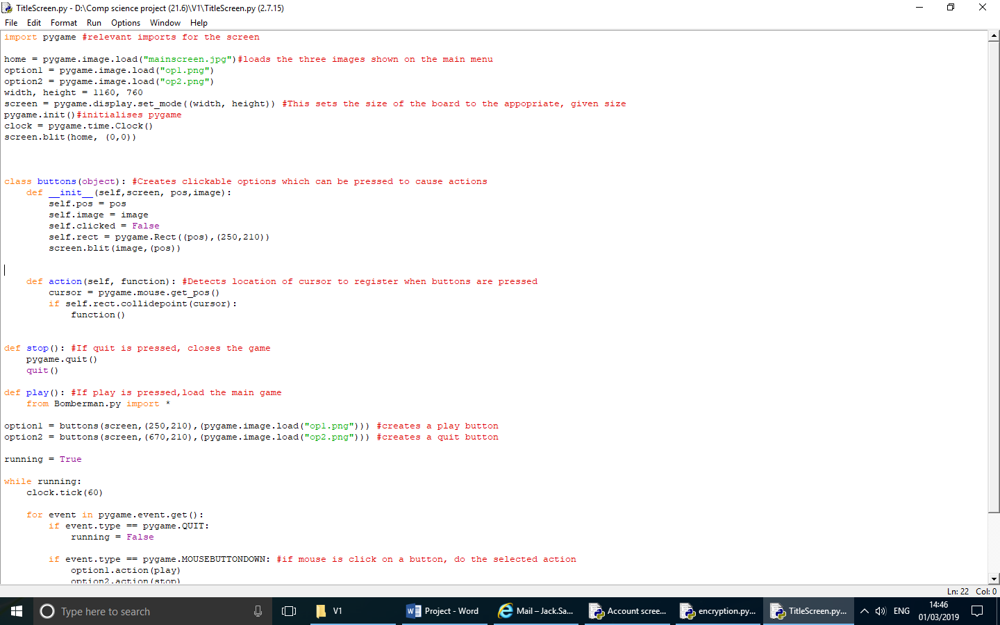 TitleScreen.py - D:\Comp science project (21.6)\V1\TitleScreen.py (2.7.15)
File Edit Format Run Options Window Help
import pygame #relevant imports for the screen
home = pygame.image.load("mainscreen.jpg")#loads the three images shown on the main menu
option1 = pygame.image.load("op1.png")
option2 = pygame.image.load("op2.png")
width, height = 1160, 760
screen = pygame.display.set_mode((width, height)) #This sets the size of the board to the appopriate, given size
pygame.init()#initialises pygame
clock = pygame.time.Clock()
screen.blit(home, (0,0))
class buttons(object): #Creates clickable options which can be pressed to cause actions
    def __init__(self,screen, pos,image):
        self.pos = pos
        self.image = image
        self.clicked = False
        self.rect = pygame.Rect((pos),(250,210))
        screen.blit(image,(pos))
    def action(self, function): #Detects location of cursor to register when buttons are pressed
        cursor = pygame.mouse.get_pos()
        if self.rect.collidepoint(cursor):
            function()
def stop(): #If quit is pressed, closes the game
    pygame.quit()
    quit()
def play(): #If play is pressed,load the main game
    from Bomberman.py import *
option1 = buttons(screen,(250,210),(pygame.image.load("op1.png"))) #creates a play button
option2 = buttons(screen,(670,210),(pygame.image.load("op2.png"))) #creates a quit button
running = True
while running:
    clock.tick(60)
    for event in pygame.event.get():
        if event.type == pygame.QUIT:
            running = False
        if event.type == pygame.MOUSEBUTTONDOWN: #if mouse is click on a button, do the selected action
            option1.action(play)
            option2.action(stop)
Ln: 22 Col: 0
Type here to search
V1
Project - Word
Mail – Jack.Sa...
Account scree...
encryption.py...
TitleScreen.py...
ENG
14:46
01/03/2019